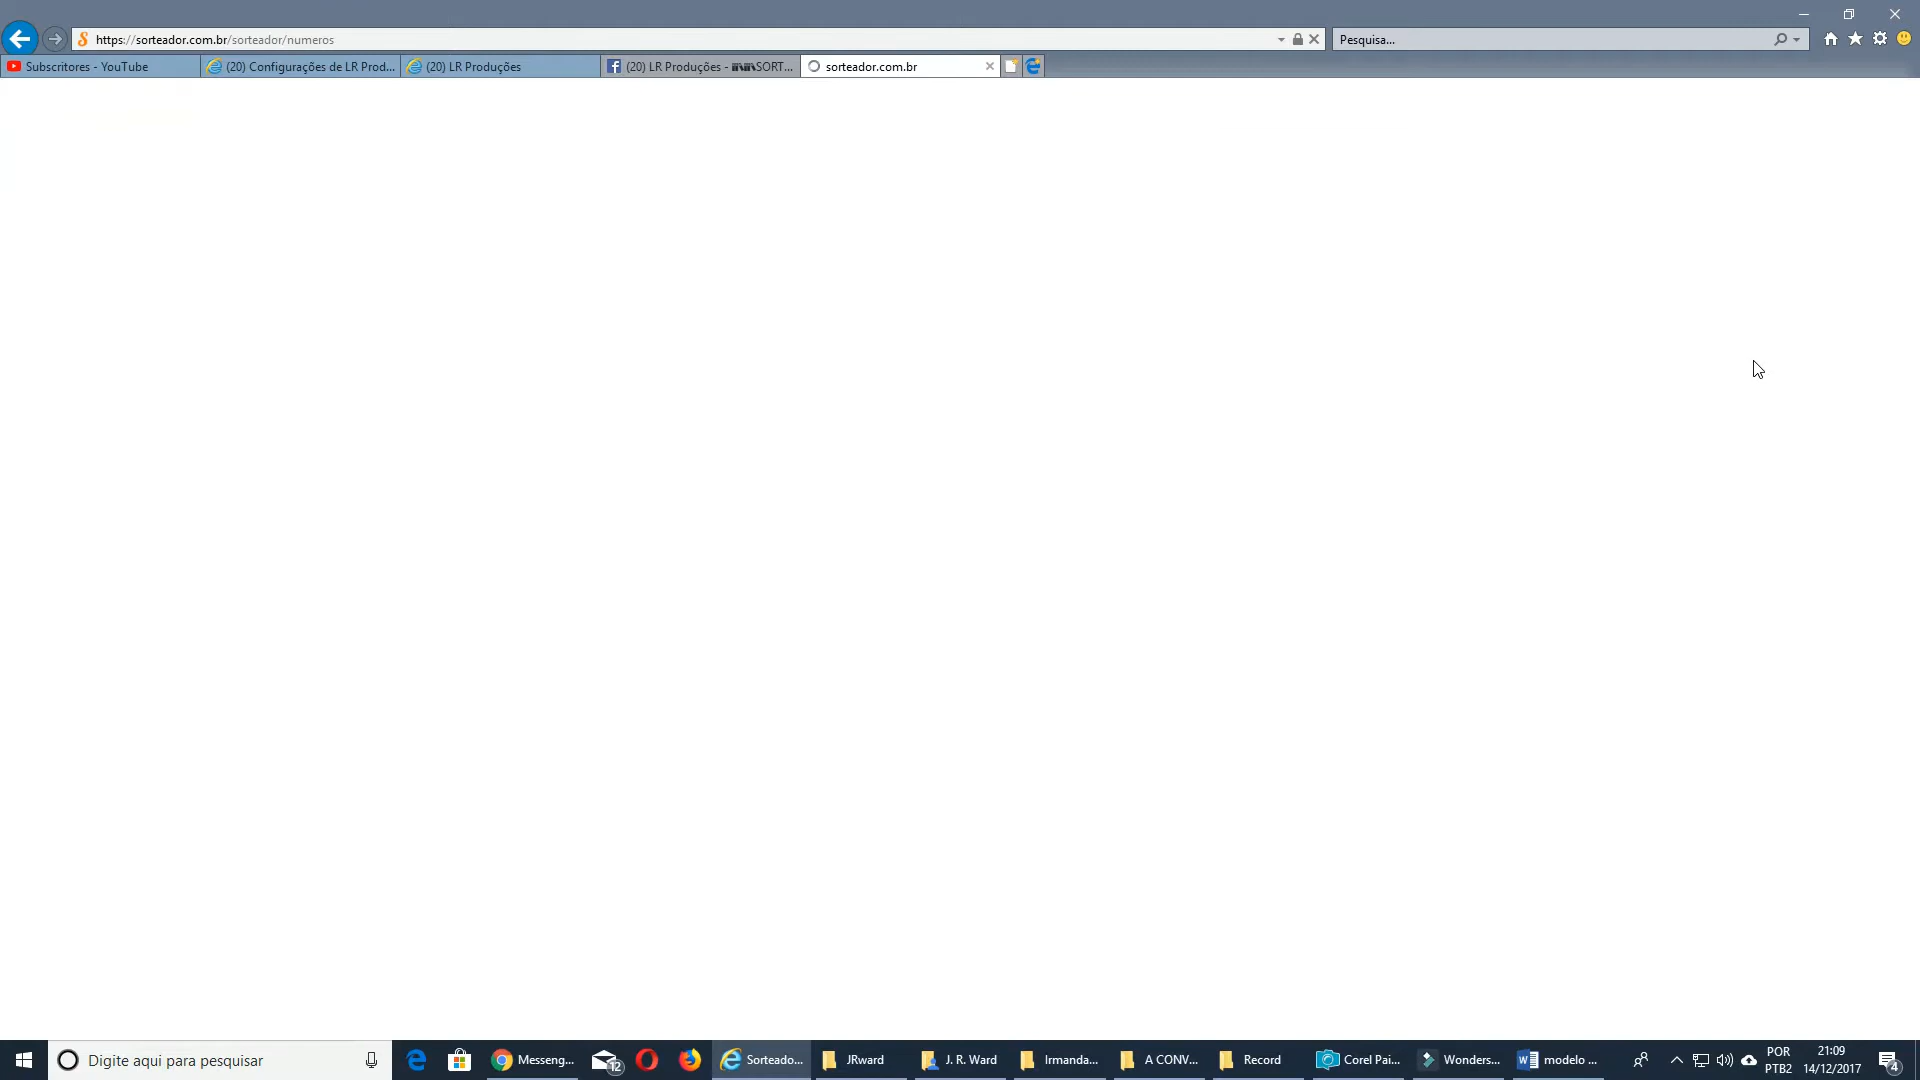 https://sorteador.com.br/sorteador/numeros
Pesquisa...
Subscritores - YouTube
(20) Configurações de LR Prod...
(20) LR Produções
(20) LR Produções - SORT...
sorteador.com.br
Digite aqui para pesquisar
Messeng...
12
Sorteado...
JRward
J. R. Ward
Irmanda...
A CONV...
Record
Corel Pai...
Wonders...
modelo ...
POR
PTB2
21:09
14/12/2017
4